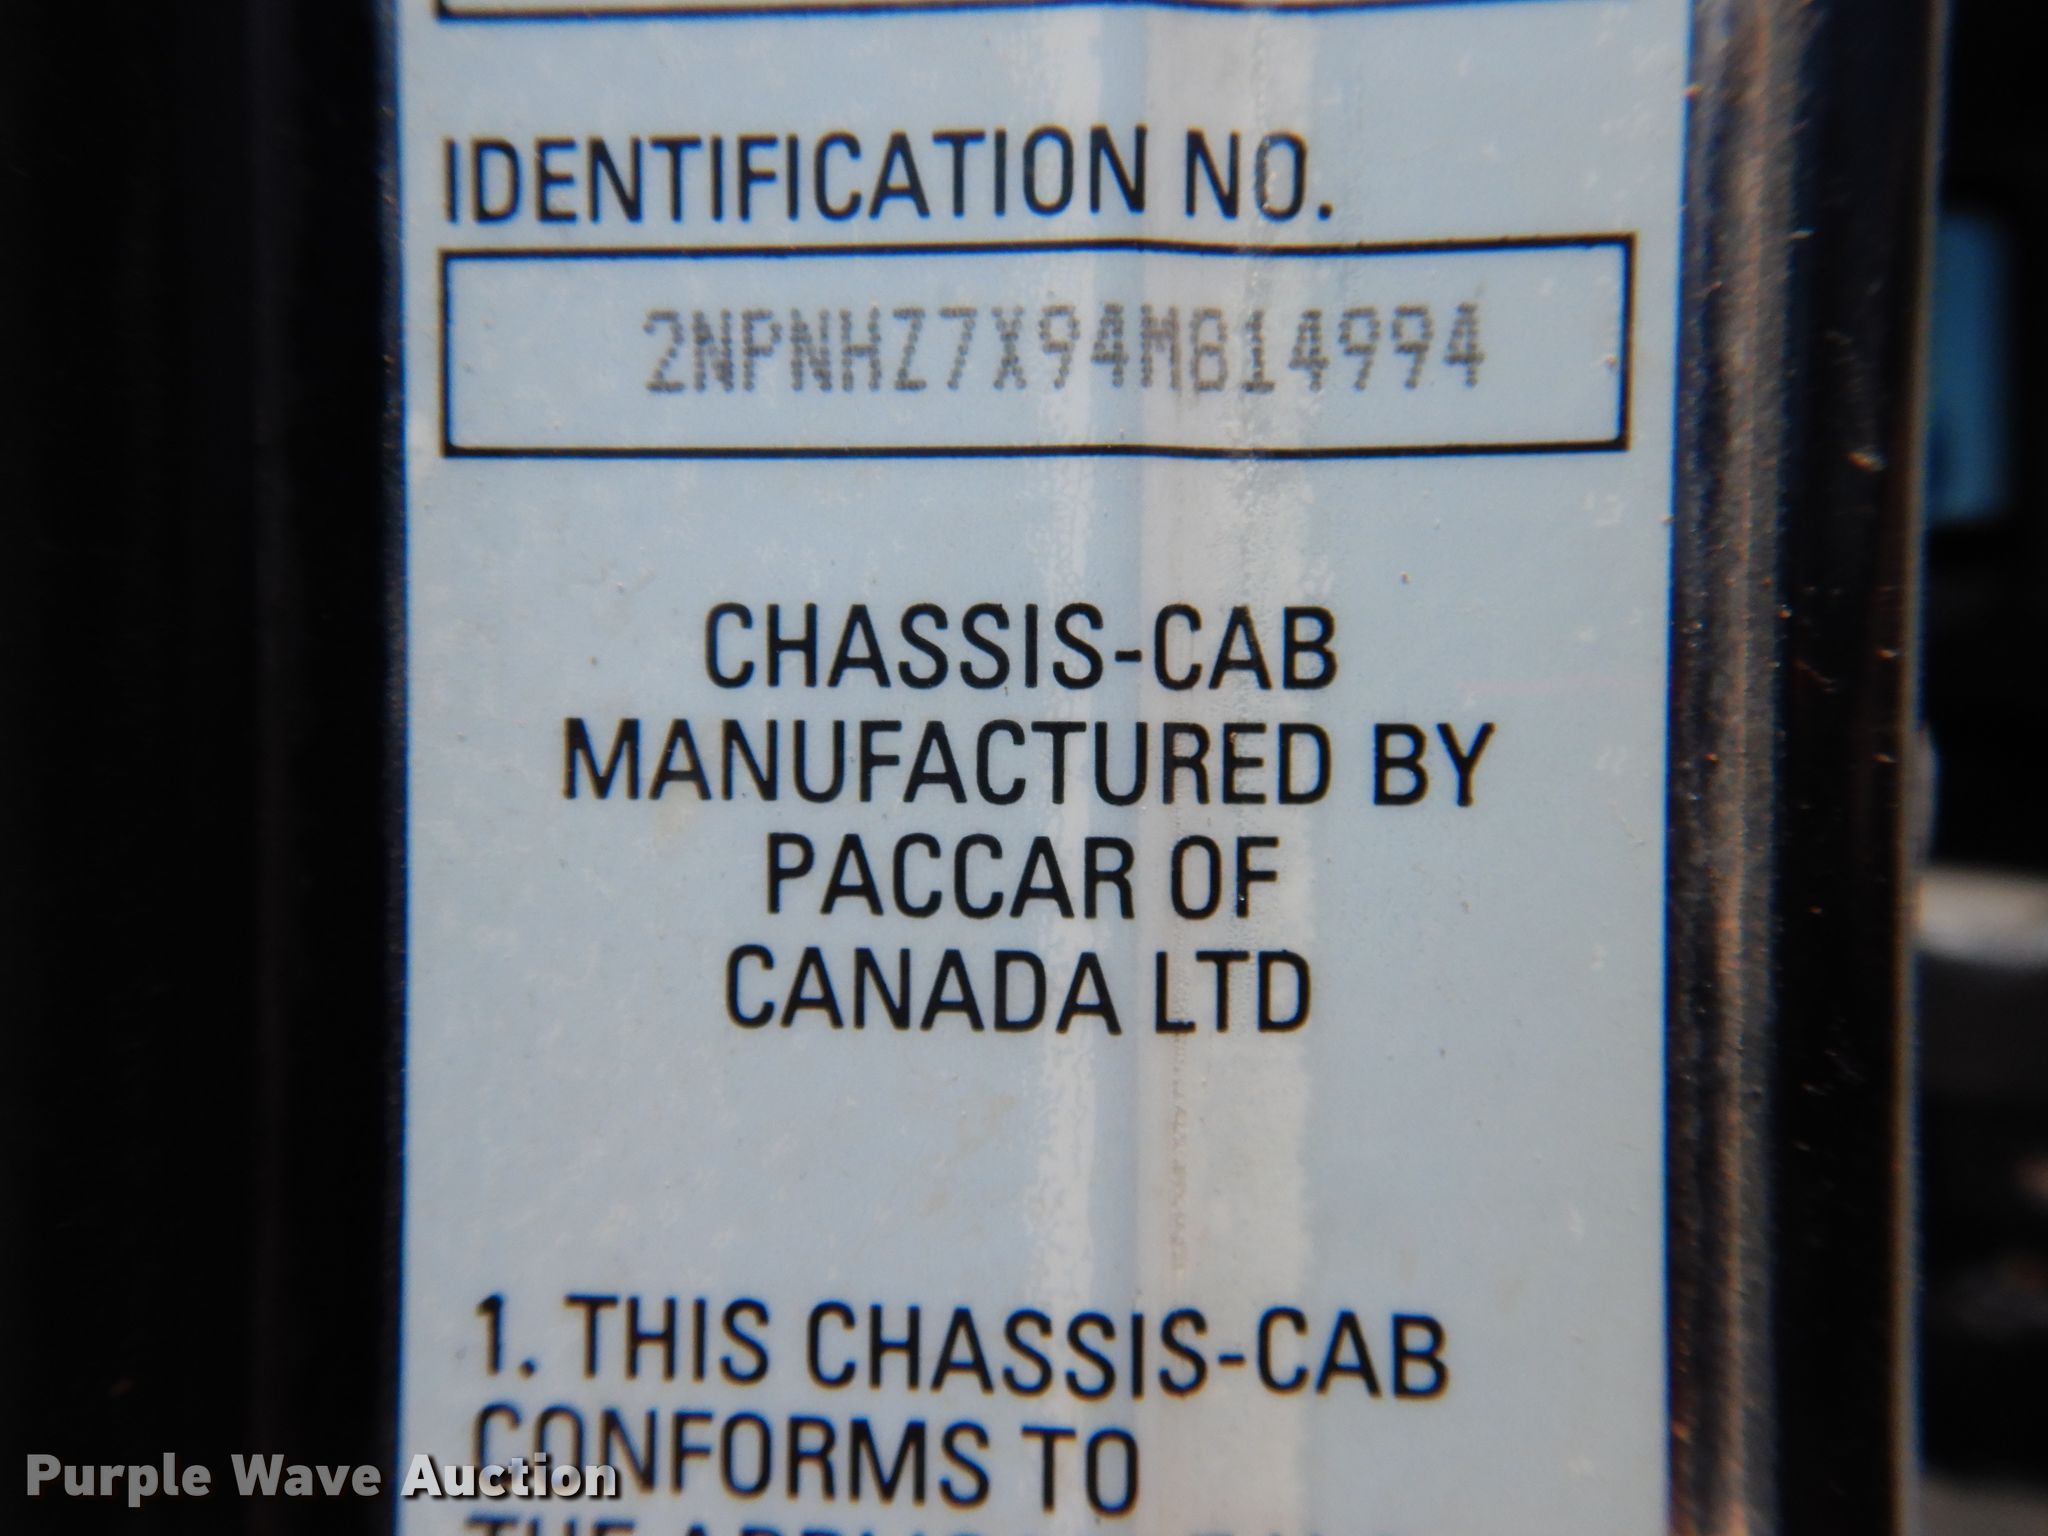 IDENTIFICATION NO.
2NPNHZ7X94M814994
CHASSIS-CAB
MANUFACTURED BY
PACCAR OF
CANADA LTD
1. THIS CHASSIS-CAB
CONFORMS TO
Purple Wave Auction